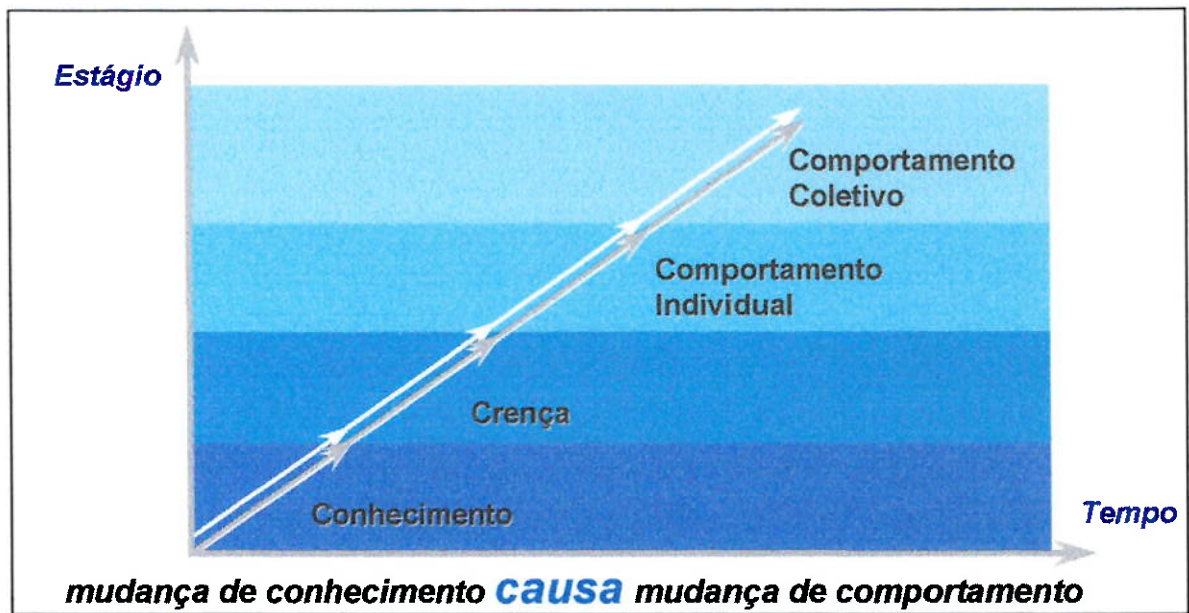 Estágio
Comportamento
Coletivo
Comportamento
Individual
Crença
Conhecimento
Tempo
mudança de conhecimento causa mudança de comportamento